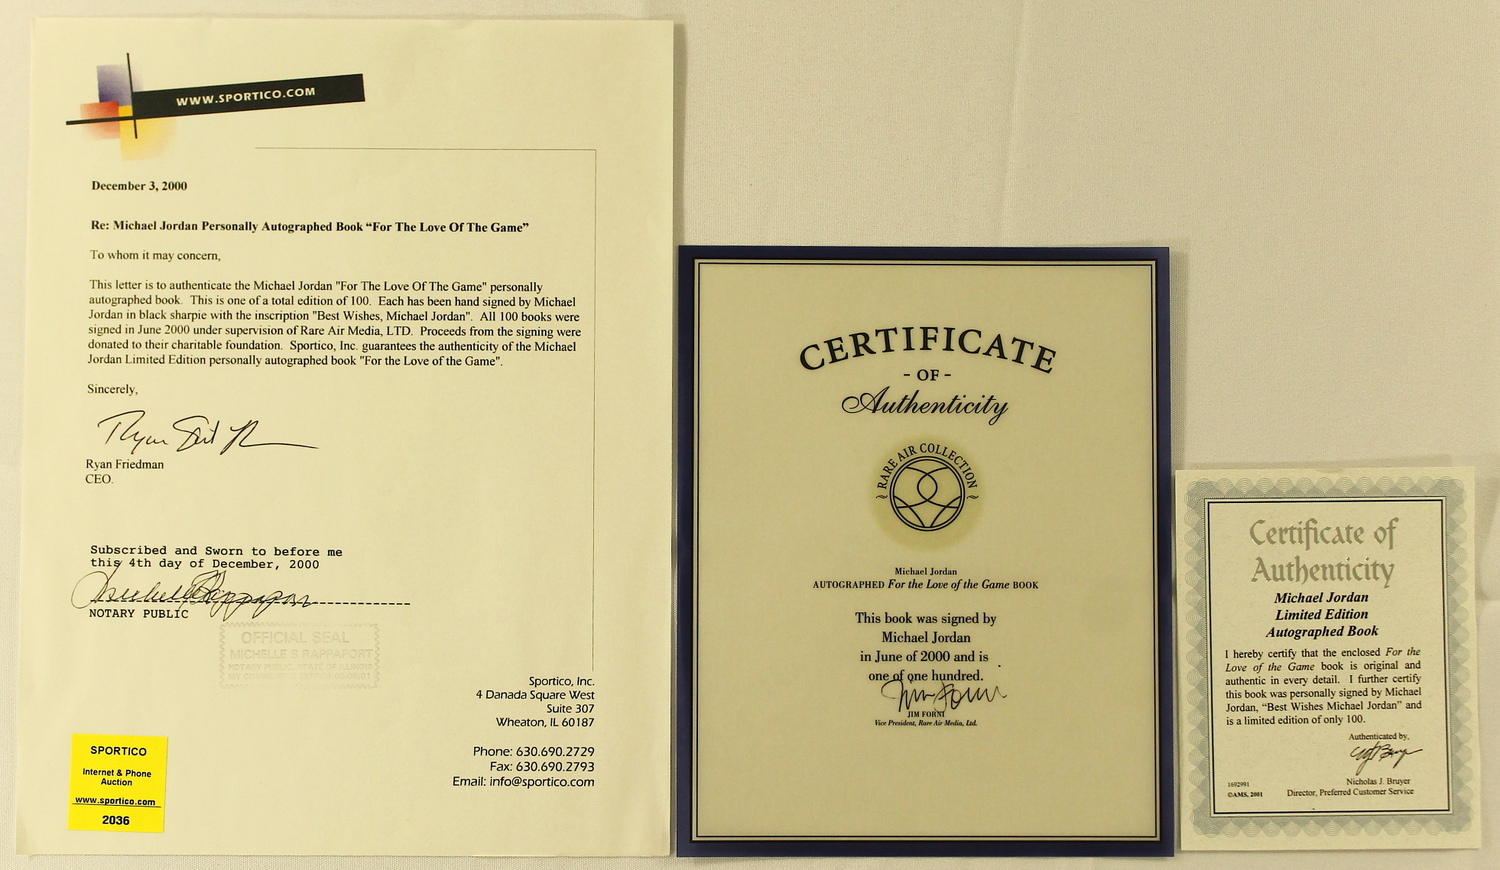 WWW.SPORTICO.COM
December 3, 2000
Re: Michael Jordan Personally Autographed Book “For The Love Of The Game”
To whom it may concern,
This letter is to authenticate the Michael Jordan "For The Love Of The Game" personally
autographed book. This is one of a total edition of 100. Each has been hand signed by Michael
Jordan in black sharpie with the inscription "Best Wishes, Michael Jordan". All 100 books were
signed in June 2000 under supervision of Rare Air Media, LTD. Proceeds from the signing were
donated to their charitable foundation. Sportico, Inc. guarantees the authenticity of the Michael
Jordan Limited Edition personally autographed book "For the Love of the Game".
Sincerely,
Ryan Friedman
CEO.
Subscribed and Sworn to before me
this 4th day of December, 2000
NOTARY PUBLIC
OFFICIAL SEAL
MICHELLE S RAPPAPORT
NOTARY PUBLIC, STATE OF ILLINOIS
MY COMMISSION EXPIRES
Sportico, Inc.
4 Danada Square West
Suite 307
Wheaton, IL 60187
Phone: 630.690.2729
Fax: 630.690.2793
Email: info@sportico.com
SPORTICO
Internet & Phone
Auction
www.sportico.com
2036
CERTIFICATE
- OF -
Authenticity
RARE AIR COLLECTION
Michael Jordan
AUTOGRAPHED For the Love of the Game BOOK
This book was signed by
Michael Jordan
in June of 2000 and is
one of one hundred.
Jim Forni
JIM FORNI
Vice President, Rare Air Media, Ltd.
Certificate of
Authenticity
Michael Jordan
Limited Edition
Autographed Book
I hereby certify that the enclosed For the
Love of the Game book is original and
authentic in every detail. I further certify
this book was personally signed by Michael
Jordan, “Best Wishes Michael Jordan” and
is a limited edition of only 100.
Authenticated by,
Nicholas J. Bruyer
Director, Preferred Customer Service
1692991
©AMS, 2001